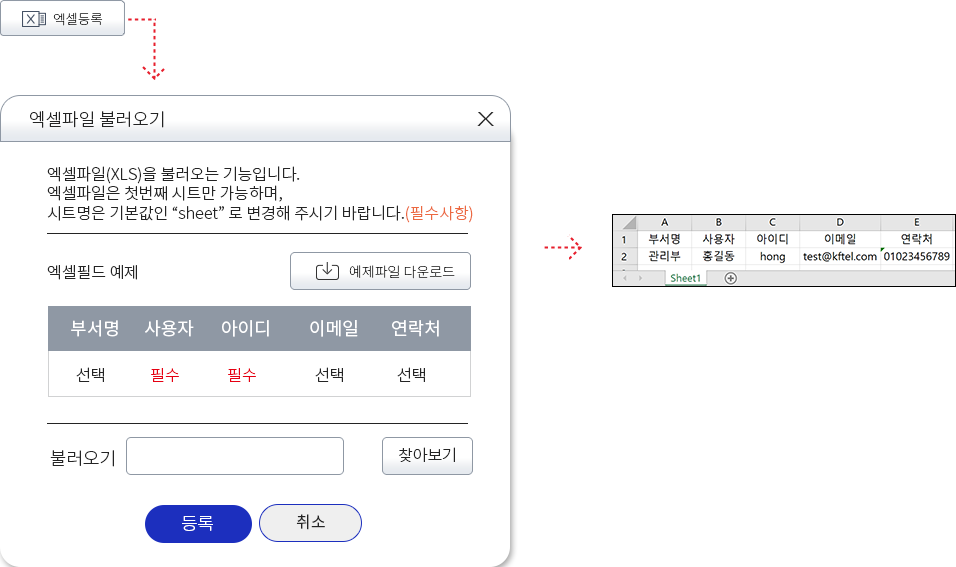 엑셀등록
엑셀파일 불러오기
엑셀파일(XLS)을 불러오는 기능입니다.
엑셀파일은 첫번째 시트만 가능하며,
시트명은 기본값인 “sheet” 로 변경해 주시기 바랍니다.(필수사항)
엑셀필드 예제 예제파일 다운로드
부서명 사용자 아이디 이메일 연락처
선택 필수 필수 선택 선택
불러오기 찾아보기
등록 취소
A B C D E
1 부서명 사용자 아이디 이메일 연락처
2 관리부 홍길동 hong test@kftel.com 01023456789
Sheet1